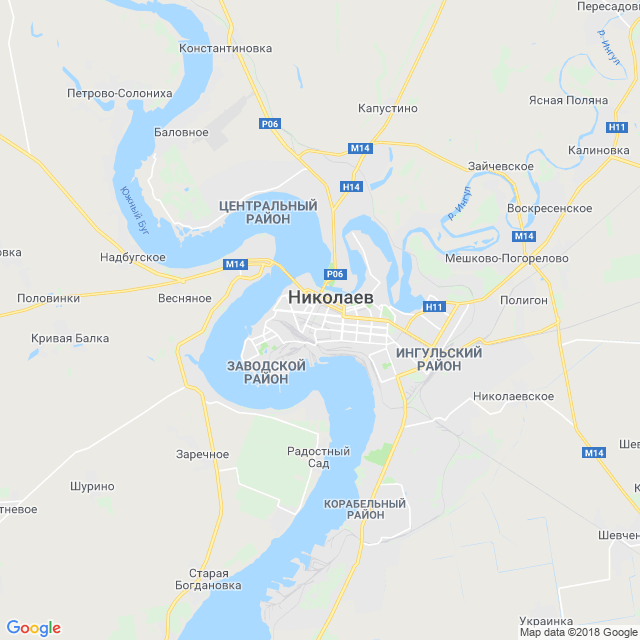 Пересадовк
Константиновка
р. Ингул
Петрово-Солониха
Ясная Поляна
Капустино
P06
H11
Баловное
M14
Калиновка
Зайчевское
H14
Южный Буг
ЦЕНТРАЛЬНЫЙ
РАЙОН
р. Ингул
Воскресенское
M14
овка
Надбугское
M14
Мешково-Погорелово
P06
Половинки
Весняное
Николаев
H11
Полигон
Кривая Балка
ЗАВОДСКОЙ
РАЙОН
ИНГУЛЬСКИЙ
РАЙОН
Николаевское
Заречное
Радостный
Сад
Шев
M14
Шурино
К
тневое
КОРАБЕЛЬНЫЙ
РАЙОН
Шевчен
Старая
Богдановка
Украинка
Google
Map data ©2018 Google